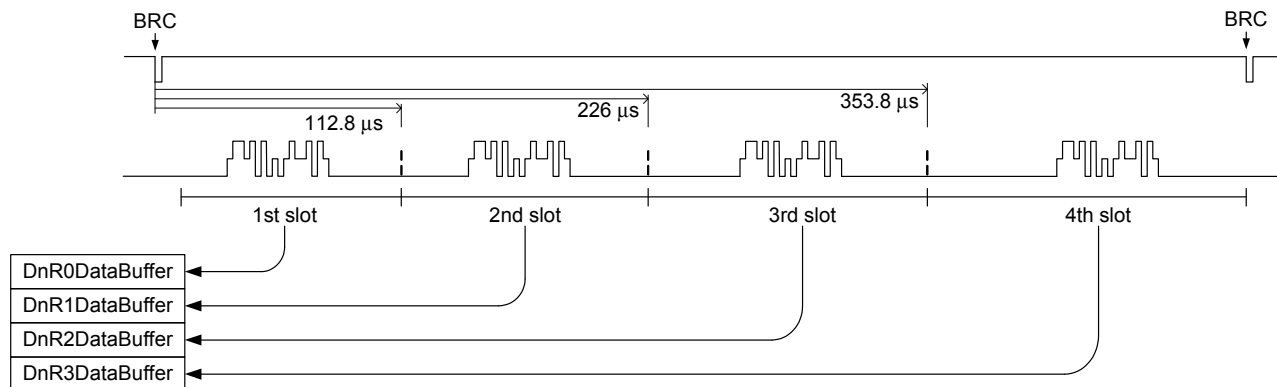 BRC
BRC
353.8 μs
226 μs
112.8 μs
1st slot
2nd slot
3rd slot
4th slot
DnR0DataBuffer
DnR1DataBuffer
DnR2DataBuffer
DnR3DataBuffer